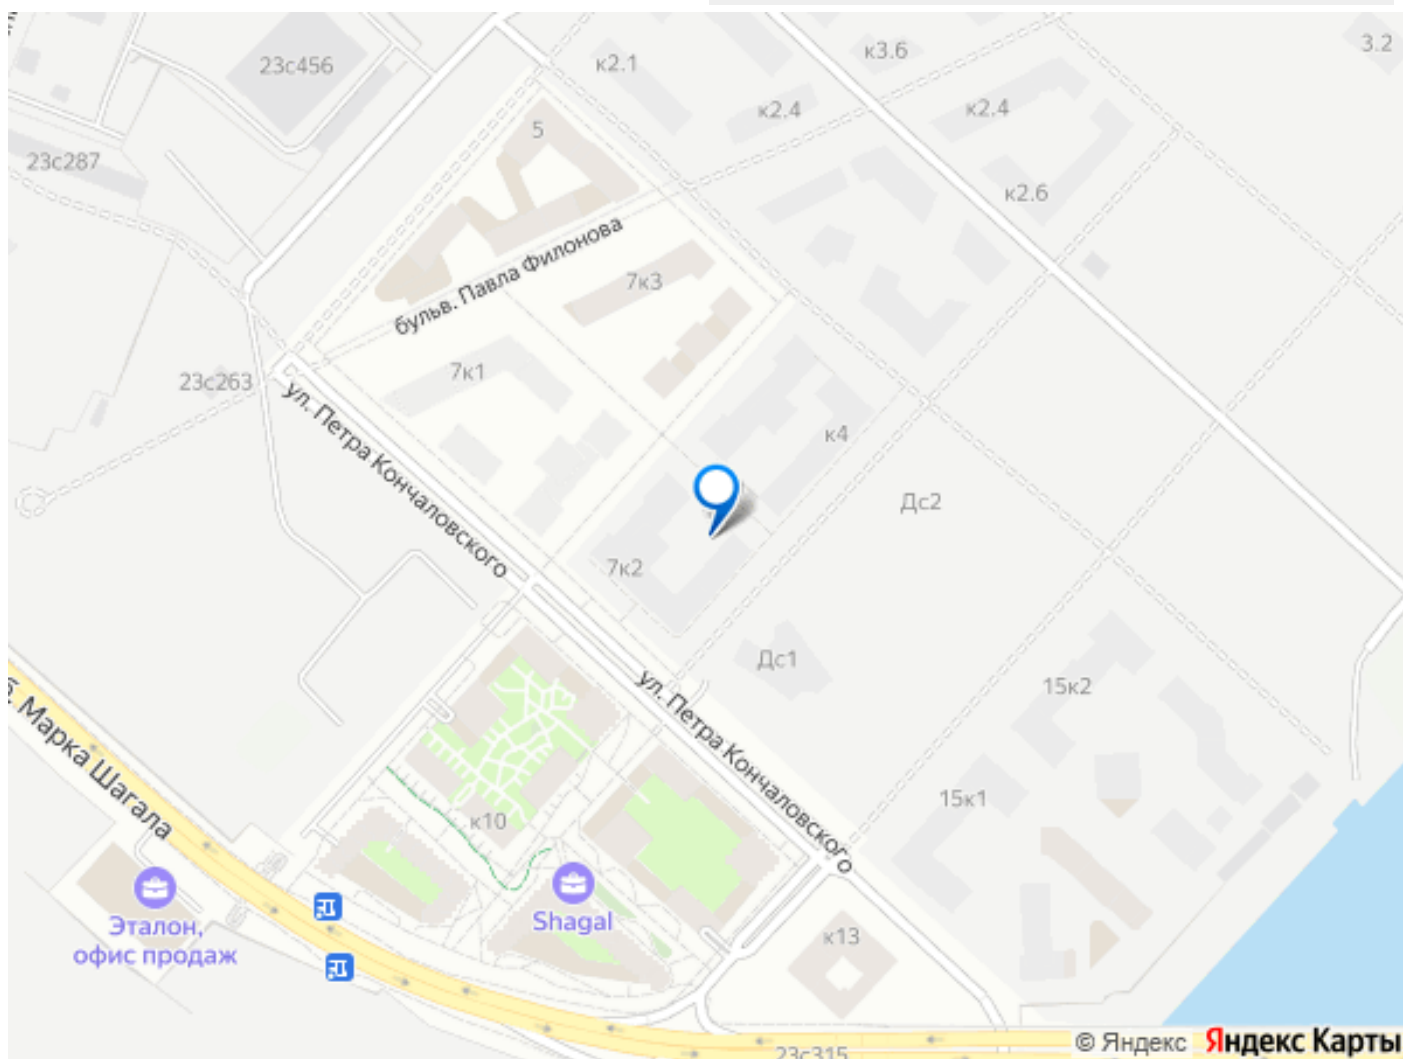 23с456
к2.1
к3.6
3.2
5
к2.4
к2.4
23с287
к2.6
бульв. Павла Филонова
7к3
7к1
23с263
ул. Петра Кончаловского
к4
Дс2
7к2
Дс1
15к2
ул. Петра Кончаловского
Марка Шагала
15к1
к10
Эталон,
офис продаж
Shagal
к13
23с315
© Яндекс Яндекс Карты